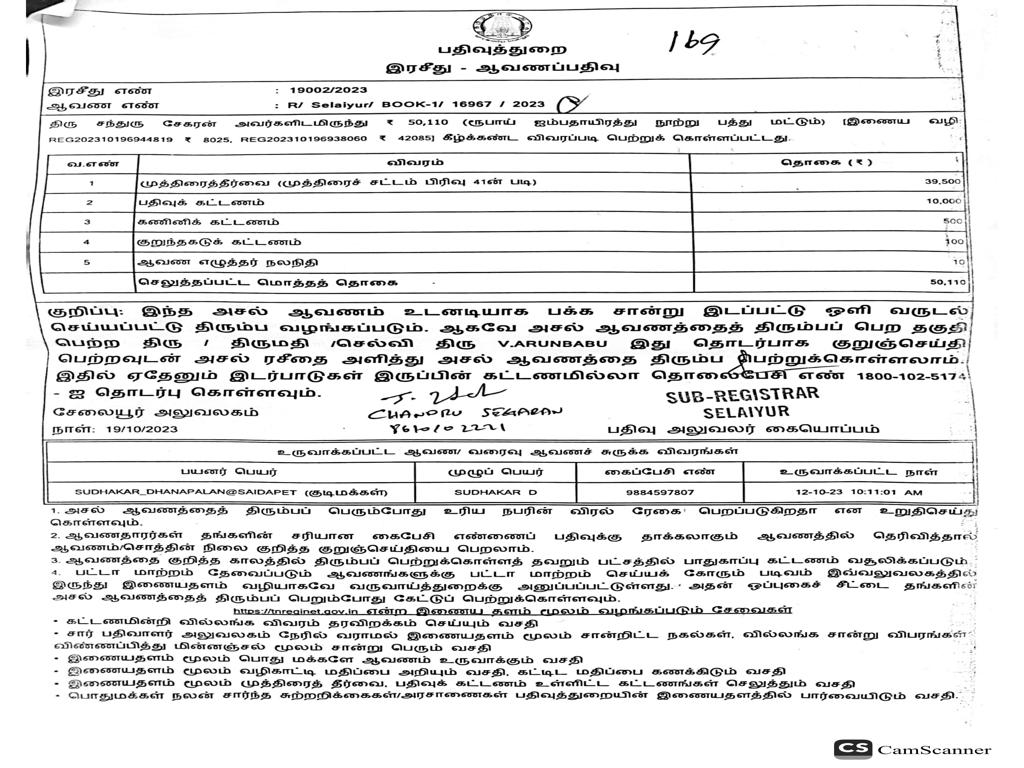 பதிவுத்துறை
169
இரசீது - ஆவணப்பதிவு
இரசீது எண் : 19002/2023
ஆவண எண் : R/ Selaiyur/ BOOK-1/ 16967 / 2023
திரு சந்துரு சேகரன் அவர்களிடமிருந்து ₹ 50,110 (ரூபாய் ஐம்பதாயிரத்து நூற்று பத்து மட்டும்) [இணைய வழி
REG202310196944819 ₹ 8025, REG202310196938060 ₹ 42085] கீழ்க்கண்ட விவரப்படி பெற்றுக் கொள்ளப்பட்டது.
வ.எண் விவரம் தொகை (₹)
1 முத்திரைத்தீர்வை (முத்திரைச் சட்டம் பிரிவு 41ன் படி) 39,500
2 பதிவுக் கட்டணம் 10,000
3 கணினிக் கட்டணம் 500
4 குறுந்தகடுக் கட்டணம் 100
5 ஆவண எழுத்தர் நலநிதி 10
செலுத்தப்பட்ட மொத்தத் தொகை 50,110
குறிப்பு: இந்த அசல் ஆவணம் உடனடியாக பக்க சான்று இடப்பட்டு ஒளி வருடல்
செய்யப்பட்டு திரும்ப வழங்கப்படும். ஆகவே அசல் ஆவணத்தைத் திரும்பப் பெற தகுதி
பெற்ற திரு / திருமதி /செல்வி திரு V.ARUNBABU இது தொடர்பாக குறுஞ்செய்தி
பெற்றவுடன் அசல் ரசீதை அளித்து அசல் ஆவணத்தை திரும்ப பெற்றுக்கொள்ளலாம்.
இதில் ஏதேனும் இடர்பாடுகள் இருப்பின் கட்டணமில்லா தொலைபேசி எண் 1800-102-5174
- ஐ தொடர்பு கொள்ளவும்.
SUB-REGISTRAR
சேலையூர் அலுவலகம் CHANDRU SEGARAN SELAIYUR
நாள்: 19/10/2023 8610102221 பதிவு அலுவலர் கையொப்பம்
உருவாக்கப்பட்ட ஆவண/ வரைவு ஆவணச் சுருக்க விவரங்கள்
பயனர் பெயர் முழுப் பெயர் கைப்பேசி எண் உருவாக்கப்பட்ட நாள்
SUDHAKAR_DHANAPALAN@SAIDAPET (குடிமக்கள்) SUDHAKAR D 9884597807 12-10-23 10:11:01 AM
1. அசல் ஆவணத்தைத் திரும்பப் பெரும்போது உரிய நபரின் விரல் ரேகை பெறப்படுகிறதா என உறுதிசெய்து
கொள்ளவும்.
2. ஆவணதாரர்கள் தங்களின் சரியான கைபேசி எண்ணைப் பதிவுக்கு தாக்கலாகும் ஆவணத்தில் தெரிவித்தால்
ஆவணம்/சொத்தின் நிலை குறித்த குறுஞ்செய்தியை பெறலாம்.
3. ஆவணத்தை குறித்த காலத்தில் திரும்பப் பெற்றுக்கொள்ளத் தவறும் பட்சத்தில் பாதுகாப்பு கட்டணம் வசூலிக்கப்படும்.
4. பட்டா மாற்றம் தேவைப்படும் ஆவணங்களுக்கு பட்டா மாற்றம் செய்யக் கோரும் படிவம் இவ்வலுவலகத்தில்
இருந்து இணையதளம் வழியாகவே வருவாய்த்துறைக்கு அனுப்பப்பட்டுள்ளது. அதன் ஒப்புகைச் சீட்டை தங்களின்
அசல் ஆவணத்தைத் திரும்பப் பெறும்போது கேட்டுப் பெற்றுக்கொள்ளவும்.
https://tnreginet.gov.in என்ற இணைய தளம் மூலம் வழங்கப்படும் சேவைகள்
- கட்டணமின்றி வில்லங்க விவரம் தரவிறக்கம் செய்யும் வசதி
- சார் பதிவாளர் அலுவலகம் நேரில் வராமல் இணையதளம் மூலம் சான்றிட்ட நகல்கள், வில்லங்க சான்று விபரங்கள்
விண்ணப்பித்து மின்னஞ்சல் மூலம் சான்று பெரும் வசதி
- இணையதளம் மூலம் பொது மக்களே ஆவணம் உருவாக்கும் வசதி
- இணையதளம் மூலம் வழிகாட்டி மதிப்பை அறியும் வசதி, கட்டிட மதிப்பை கணக்கிடும் வசதி
- இணையதளம் மூலம் முத்திரைத் தீர்வை, பதிவுக் கட்டணம் உள்ளிட்ட கட்டணங்கள் செலுத்தும் வசதி
- பொதுமக்கள் நலன் சார்ந்த சுற்றறிக்கைகள்/அரசாணைகள் பதிவுத்துறையின் இணையதளத்தில் பார்வையிடும் வசதி.
CS CamScanner